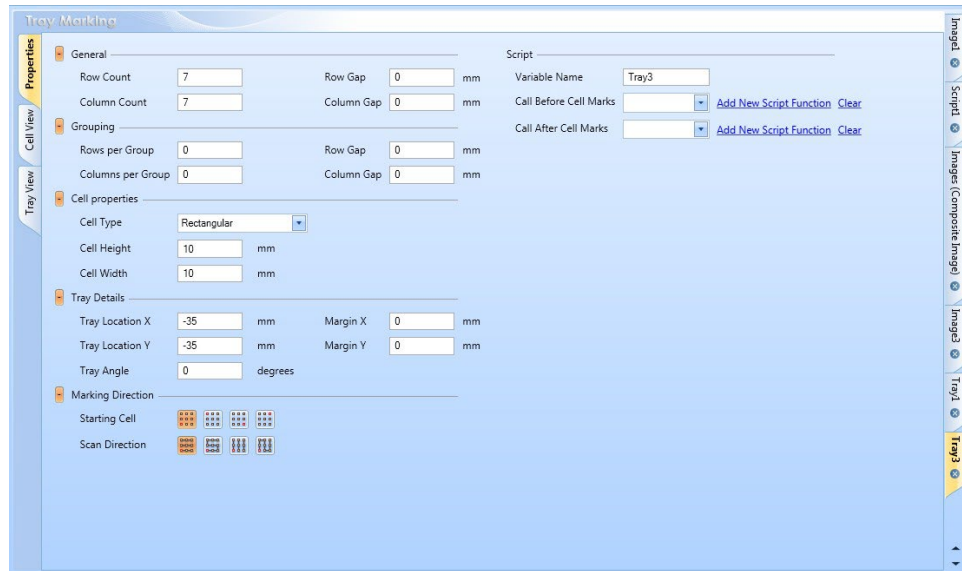 Tray Marking
Properties
Cell View
Tray View
General
Row Count 7 Row Gap 0 mm
Column Count 7 Column Gap 0 mm
Grouping
Rows per Group 0 Row Gap 0 mm
Columns per Group 0 Column Gap 0 mm
Cell properties
Cell Type Rectangular
Cell Height 10 mm
Cell Width 10 mm
Tray Details
Tray Location X -35 mm Margin X 0 mm
Tray Location Y -35 mm Margin Y 0 mm
Tray Angle 0 degrees
Marking Direction
Starting Cell
Scan Direction
Script
Variable Name Tray3
Call Before Cell Marks Add New Script Function Clear
Call After Cell Marks Add New Script Function Clear
Image1
Script1
Images (Composite Image)
Image3
Tray1
Tray3